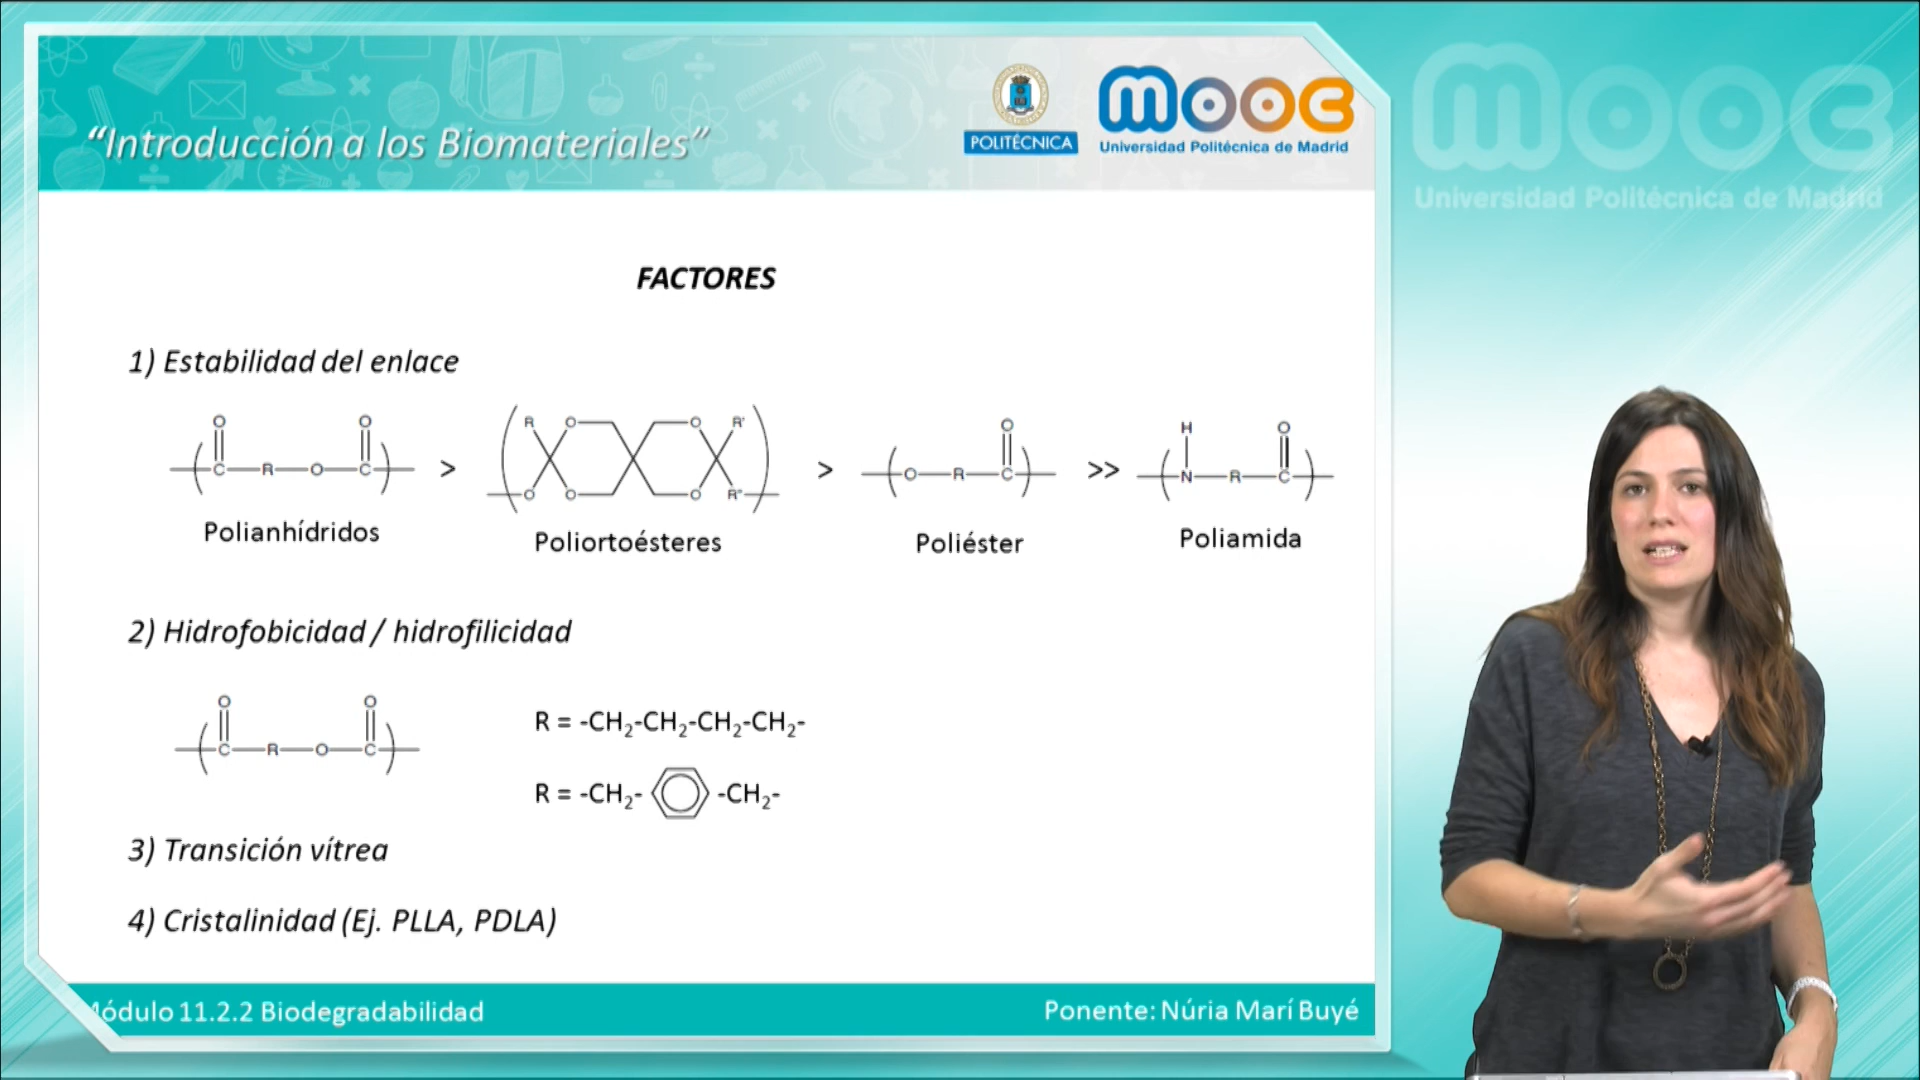 “Introducción a los Biomateriales”
POLITÉCNICA
mooc
Universidad Politécnica de Madrid
mooc
Universidad Politécnica de Madrid
FACTORES
1) Estabilidad del enlace
O O
C R O C
>
R O O R'
O O O R''
>
O
O R C
>>
H O
N R C
Polianhídridos
Poliortoésteres
Poliéster
Poliamida
2) Hidrofobicidad / hidrofilicidad
O O
C R O C
R = -CH₂-CH₂-CH₂-CH₂-
R = -CH₂- -CH₂-
3) Transición vítrea
4) Cristalinidad (Ej. PLLA, PDLA)
Módulo 11.2.2 Biodegradabilidad
Ponente: Núria Marí Buyé